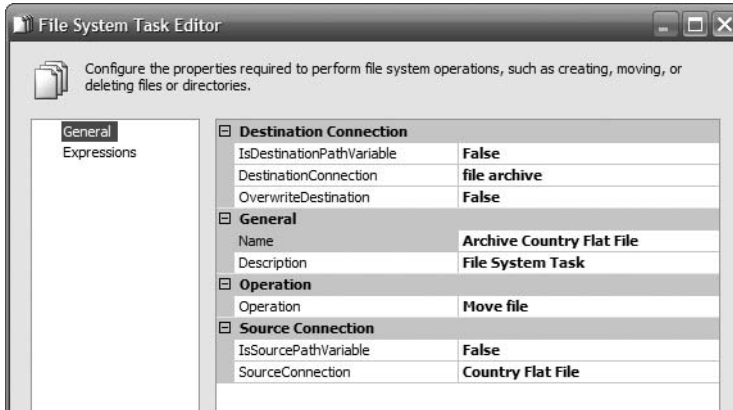 File System Task Editor
Configure the properties required to perform file system operations, such as creating, moving, or
deleting files or directories.
General
Expressions
Destination Connection
IsDestinationPathVariable False
DestinationConnection file archive
OverwriteDestination False
General
Name Archive Country Flat File
Description File System Task
Operation
Operation Move file
Source Connection
IsSourcePathVariable False
SourceConnection Country Flat File